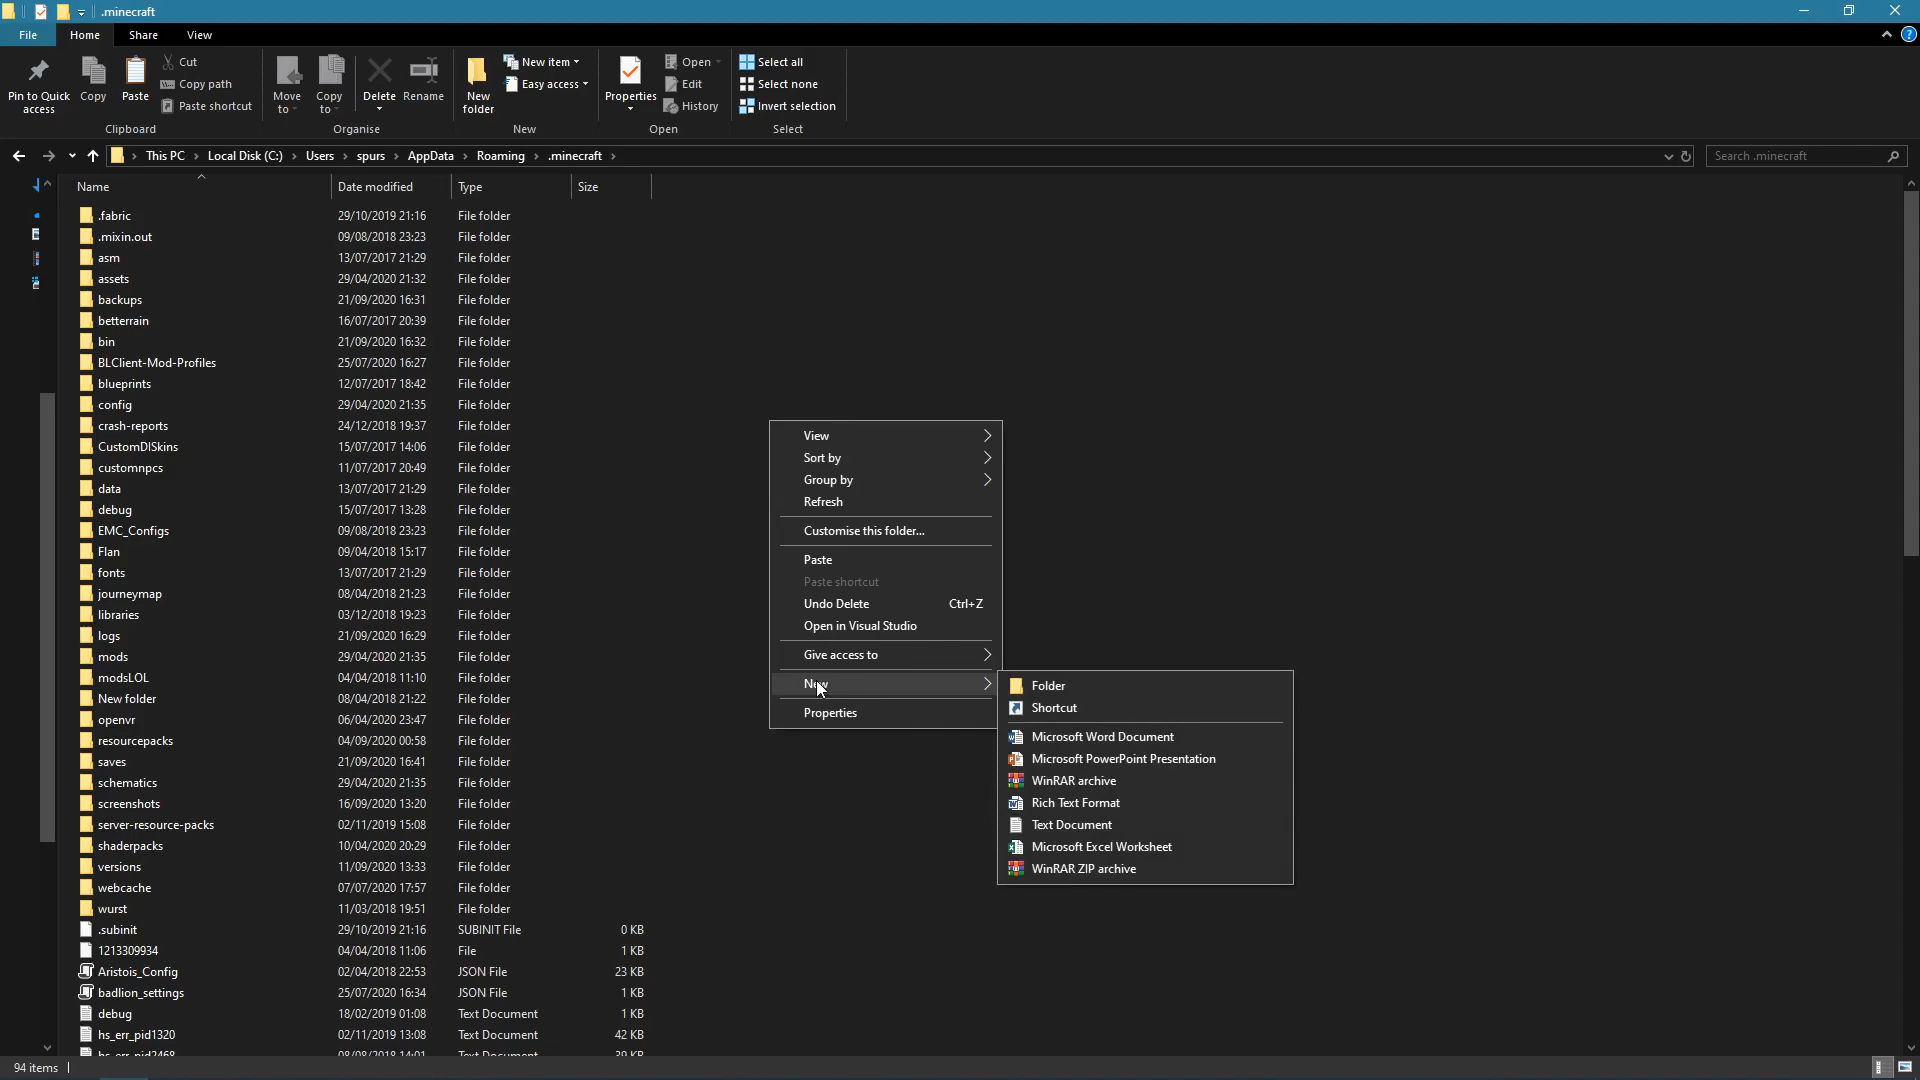 .minecraft
File Home Share View
Pin to Quick access
Copy
Paste
Cut
Copy path
Paste shortcut
Clipboard
Move to
Copy to
Delete
Rename
Organise
New folder
New item
Easy access
New
Properties
Open
Edit
History
Open
Select all
Select none
Invert selection
Select
This PC > Local Disk (C:) > Users > spurs > AppData > Roaming > .minecraft >
Search .minecraft
Name Date modified Type Size
.fabric 29/10/2019 21:16 File folder
.mixin.out 09/08/2018 23:23 File folder
asm 13/07/2017 21:29 File folder
assets 29/04/2020 21:32 File folder
backups 21/09/2020 16:31 File folder
betterrain 16/07/2017 20:39 File folder
bin 21/09/2020 16:32 File folder
BLClient-Mod-Profiles 25/07/2020 16:27 File folder
blueprints 12/07/2017 18:42 File folder
config 29/04/2020 21:35 File folder
crash-reports 24/12/2018 19:37 File folder
CustomDISkins 15/07/2017 14:06 File folder
customnpcs 11/07/2017 20:49 File folder
data 13/07/2017 21:29 File folder
debug 15/07/2017 13:28 File folder
EMC_Configs 09/08/2018 23:23 File folder
Flan 09/04/2018 15:17 File folder
fonts 13/07/2017 21:29 File folder
journeymap 08/04/2018 21:23 File folder
libraries 03/12/2018 19:23 File folder
logs 21/09/2020 16:29 File folder
mods 29/04/2020 21:35 File folder
modsLOL 04/04/2018 11:10 File folder
New folder 08/04/2018 21:22 File folder
openvr 06/04/2020 23:47 File folder
resourcepacks 04/09/2020 00:58 File folder
saves 21/09/2020 16:41 File folder
schematics 29/04/2020 21:35 File folder
screenshots 16/09/2020 13:20 File folder
server-resource-packs 02/11/2019 15:08 File folder
shaderpacks 10/04/2020 20:29 File folder
versions 11/09/2020 13:33 File folder
webcache 07/07/2020 17:57 File folder
wurst 11/03/2018 19:51 File folder
.subinit 29/10/2019 21:16 SUBINIT File 0 KB
1213309934 04/04/2018 11:06 File 1 KB
Aristois_Config 02/04/2018 22:53 JSON File 23 KB
badlion_settings 25/07/2020 16:34 JSON File 1 KB
debug 18/02/2019 01:08 Text Document 1 KB
hs_err_pid1320 02/11/2019 13:08 Text Document 42 KB
hs_err_pid2468 08/08/2018 14:01 Text Document 39 KB
View
Sort by
Group by
Refresh
Customise this folder...
Paste
Paste shortcut
Undo Delete Ctrl+Z
Open in Visual Studio
Give access to
New
Properties
Folder
Shortcut
Microsoft Word Document
Microsoft PowerPoint Presentation
WinRAR archive
Rich Text Format
Text Document
Microsoft Excel Worksheet
WinRAR ZIP archive
94 items